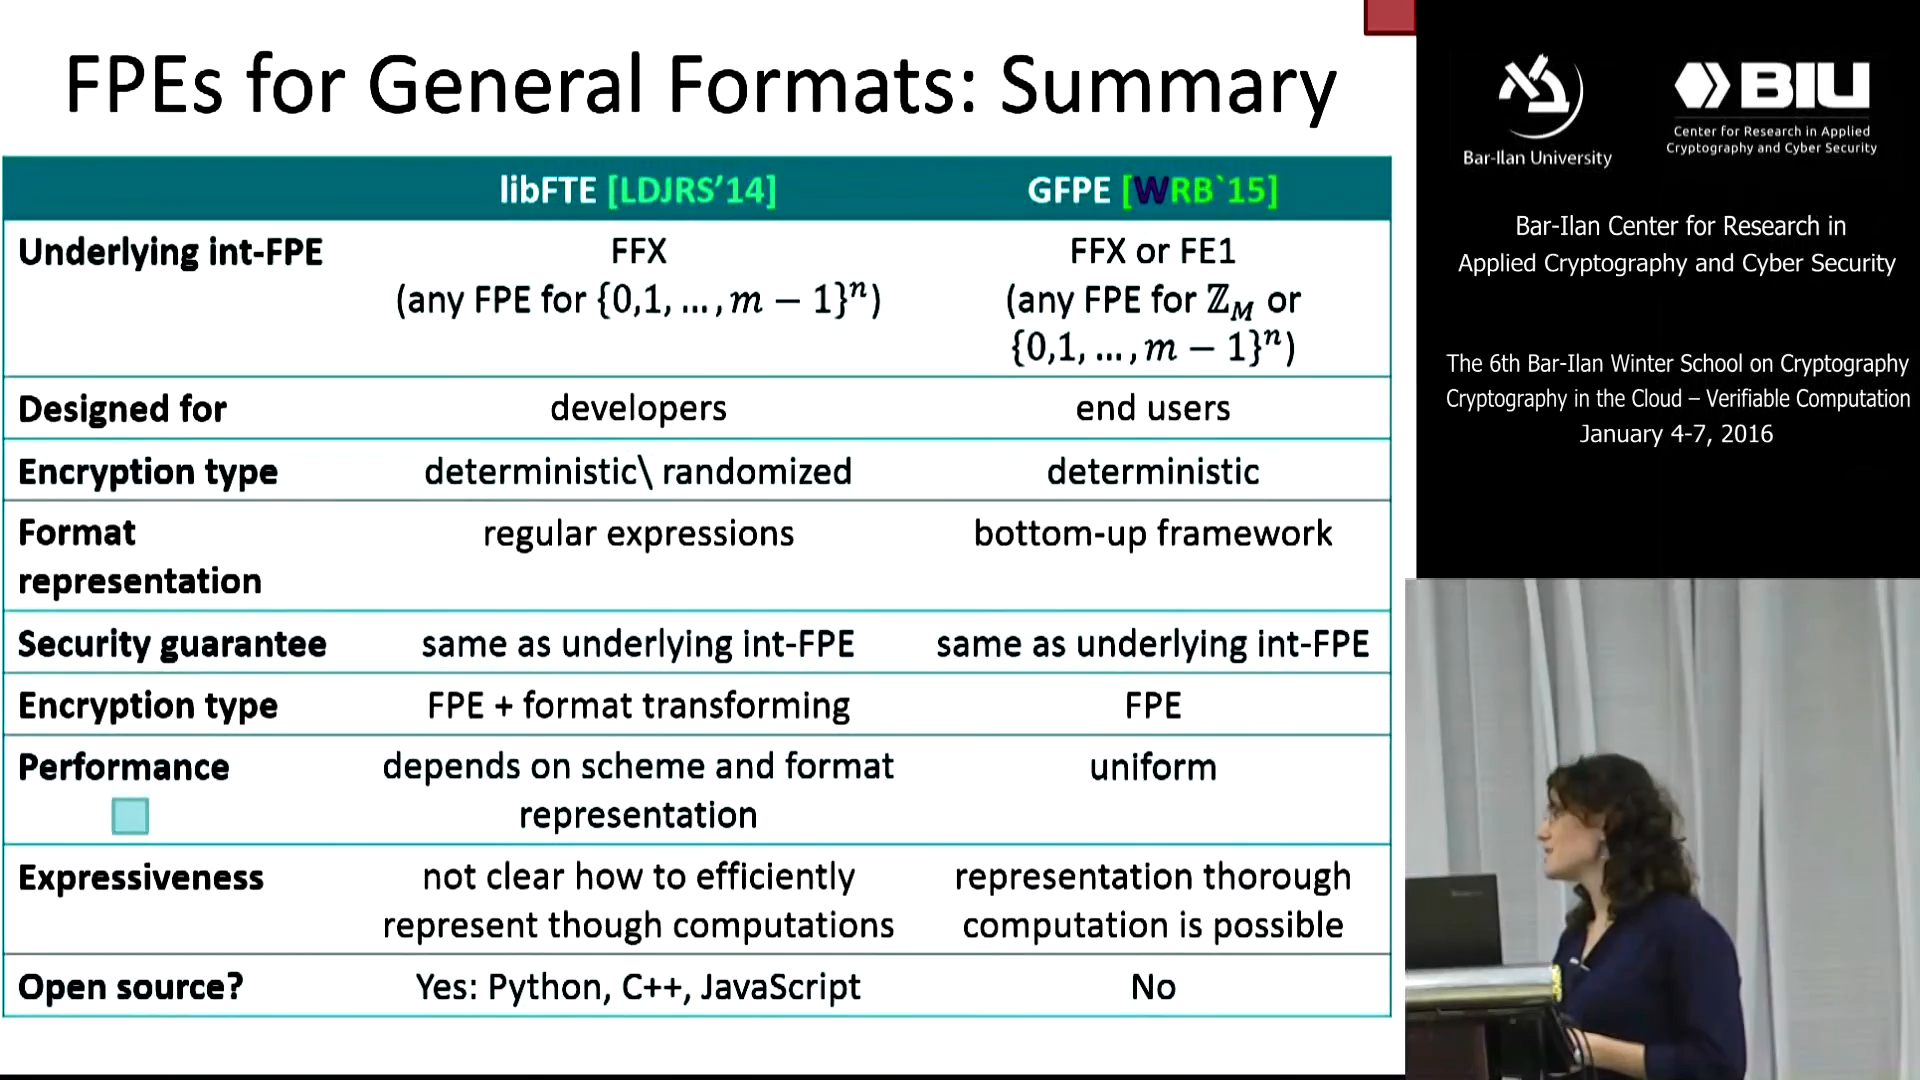 FPEs for General Formats: Summary
libFTE [LDJRS'14]
GFPE [WRB`15]
Underlying int-FPE
FFX
(any FPE for {0,1, … , m − 1}ⁿ)
FFX or FE1
(any FPE for ℤ_M or
{0,1, … , m − 1}ⁿ)
Designed for
developers
end users
Encryption type
deterministic\ randomized
deterministic
Format
representation
regular expressions
bottom-up framework
Security guarantee
same as underlying int-FPE
same as underlying int-FPE
Encryption type
FPE + format transforming
FPE
Performance
depends on scheme and format
representation
uniform
Expressiveness
not clear how to efficiently
represent though computations
representation thorough
computation is possible
Open source?
Yes: Python, C++, JavaScript
No
Bar-Ilan University
BIU
Center for Research in Applied
Cryptography and Cyber Security
Bar-Ilan Center for Research in
Applied Cryptography and Cyber Security
The 6th Bar-Ilan Winter School on Cryptography
Cryptography in the Cloud – Verifiable Computation
January 4-7, 2016